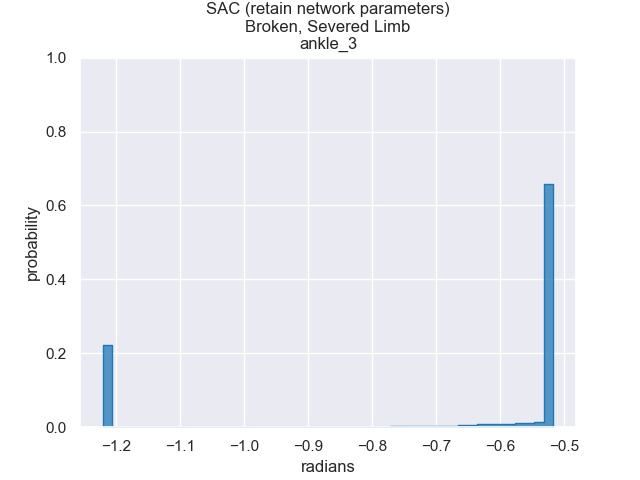 SAC (retain network parameters)
Broken, Severed Limb
ankle_3
1.0
0.8
0.6
0.4
0.2
0.0
probability
−1.2 −1.1 −1.0 −0.9 −0.8 −0.7 −0.6 −0.5
radians